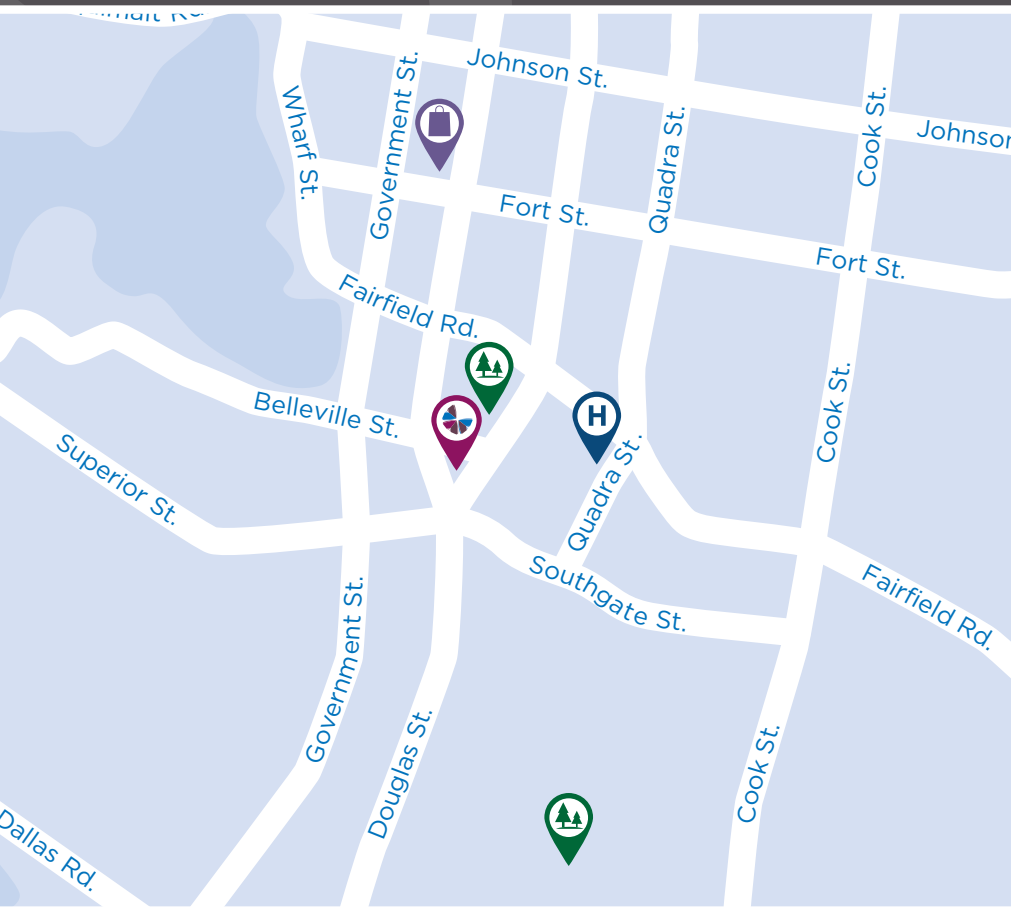 Johnson St.
Government St.
Wharf St.
Quadra St.
Cook St.
Johnson
Fort St.
Fort St.
Fairfield Rd.
Belleville St.
Cook St.
H
Superior St.
Quadra St.
Southgate St.
Fairfield Rd.
Government St.
Douglas St.
Cook St.
Dallas Rd.